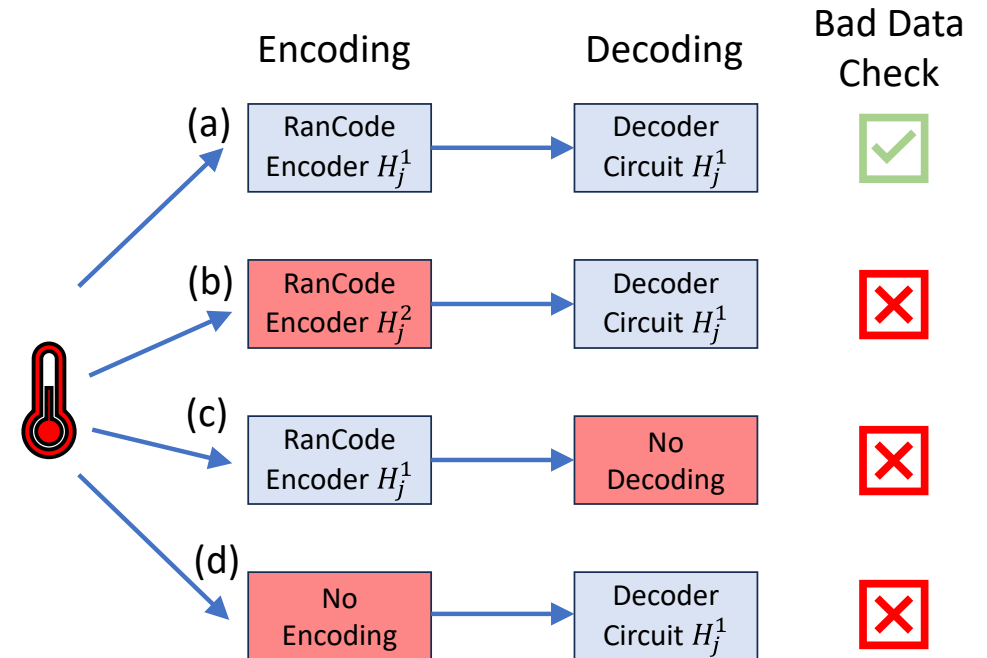 Encoding
Decoding
Bad Data
Check
(a)
RanCode
Encoder $H_j^1$
Decoder
Circuit $H_j^1$
(b)
RanCode
Encoder $H_j^2$
Decoder
Circuit $H_j^1$
(c)
RanCode
Encoder $H_j^1$
No
Decoding
(d)
No
Encoding
Decoder
Circuit $H_j^1$